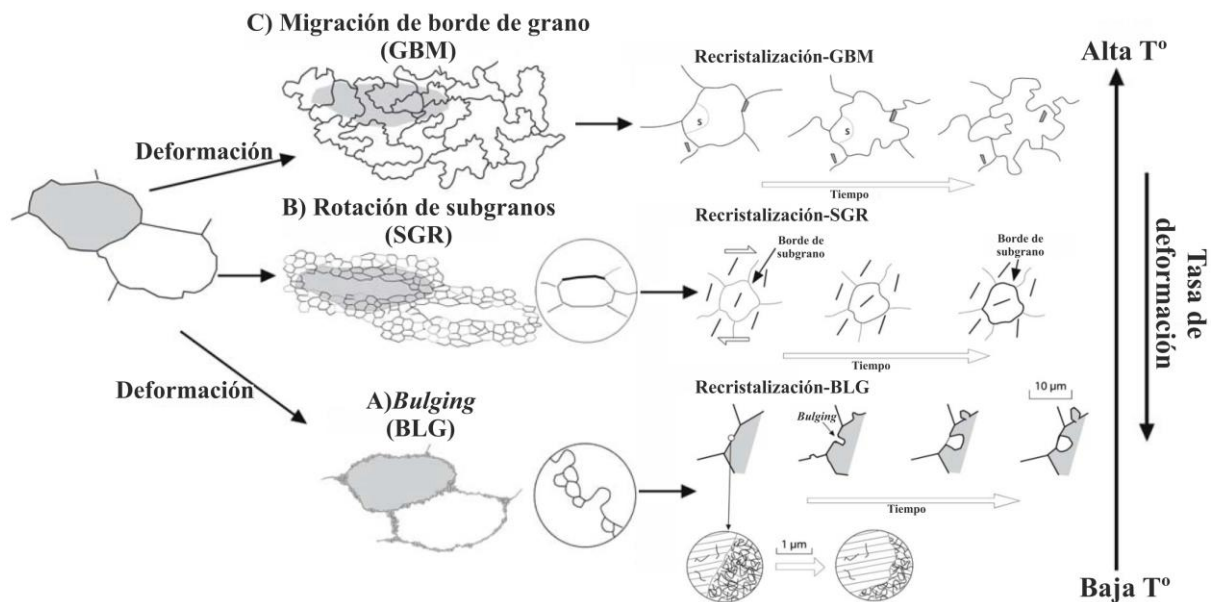 C) Migración de borde de grano
(GBM)
Recristalización-GBM
Alta Tº
S
S
Deformación
Tiempo
B) Rotación de subgranos
(SGR)
Recristalización-SGR
Borde de
subgrano
Borde de
subgrano
Tiempo
Tasa de
deformación
Deformación
A)Bulging
(BLG)
Recristalización-BLG
10 µm
Bulging
Tiempo
1 µm
Baja Tº